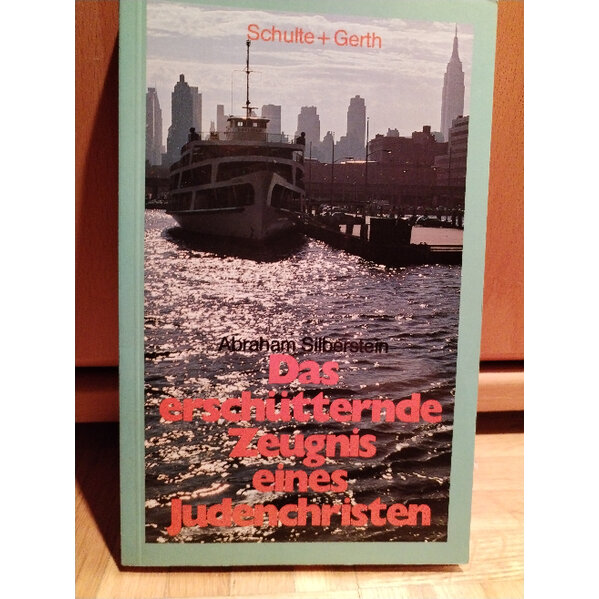 Schulte + Gerth
Abraham Silberstein
Das
erschütternde
Zeugnis
eines
Judenchristen